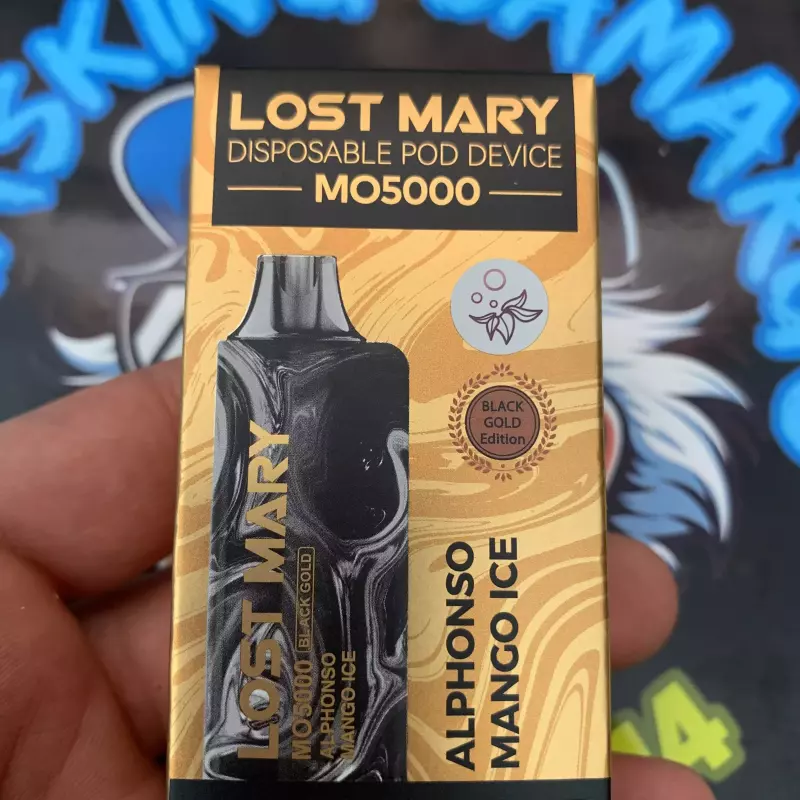 LOST MARY
DISPOSABLE POD DEVICE
MO5000
BLACK
GOLD
Edition
ALPHONSO
MANGO ICE
LOST MARY
MO5000 BLACK GOLD
ALPHONSO
MANGO ICE